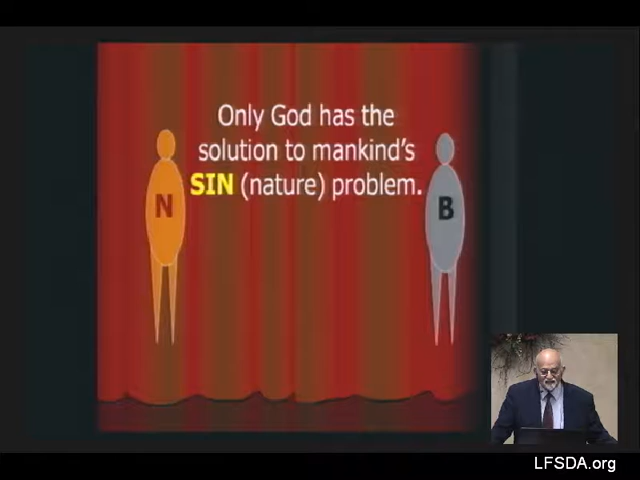 Only God has the
solution to mankind's
SIN (nature) problem.
N
B
LFSDA.org